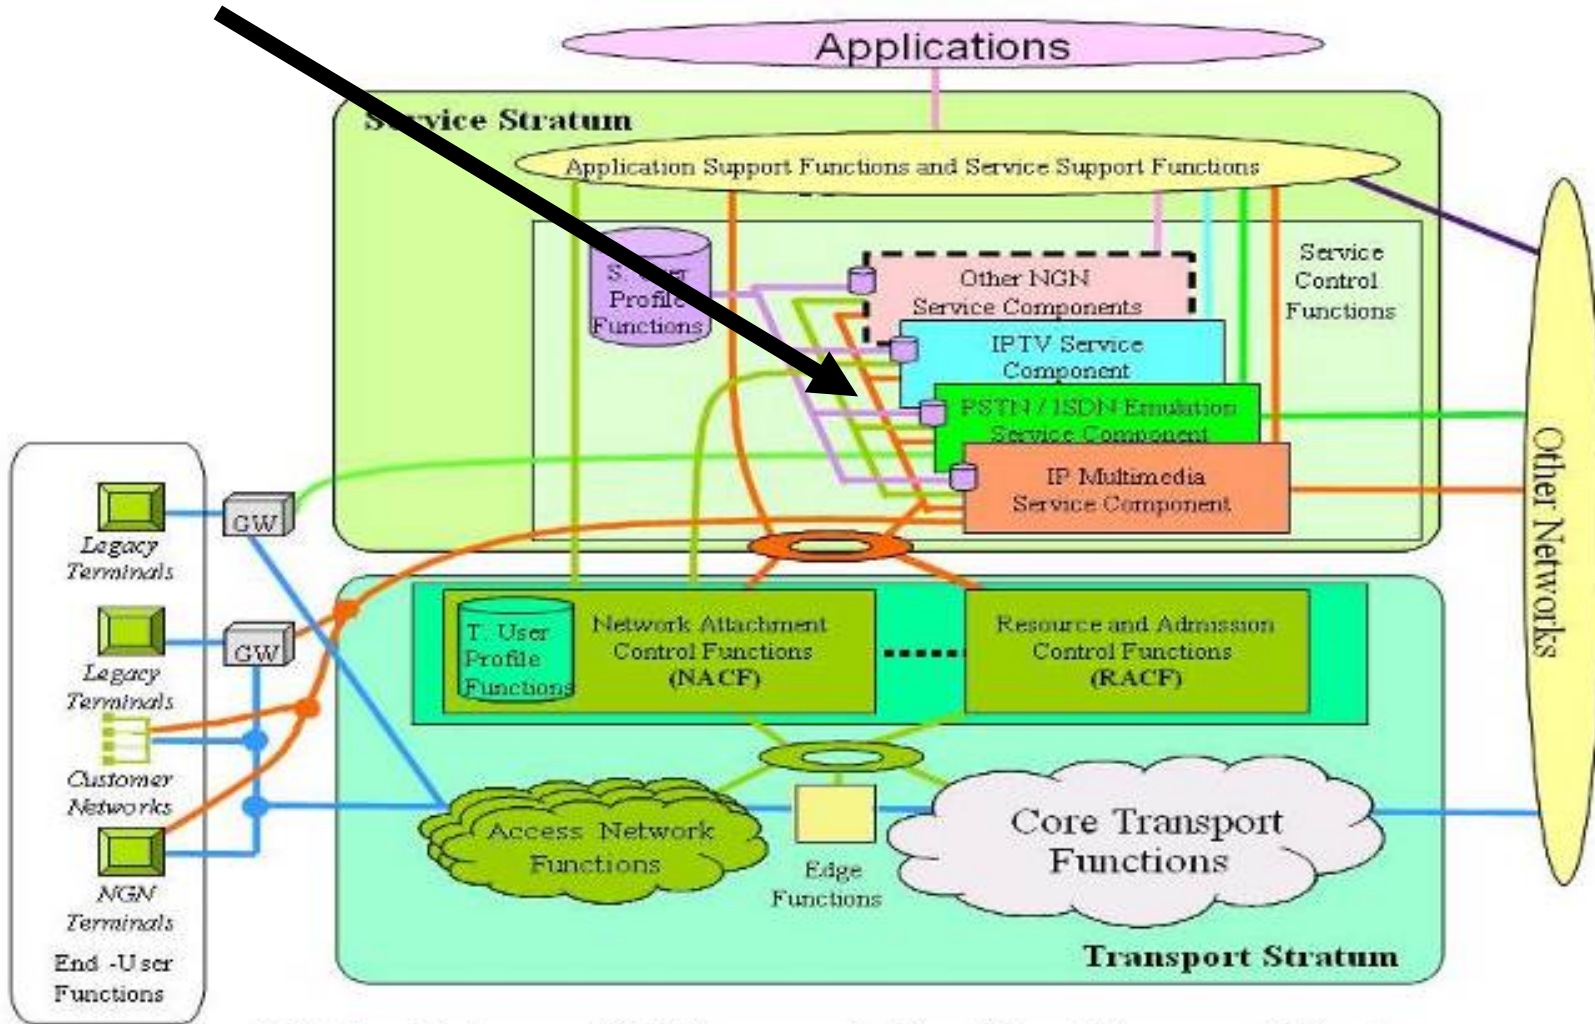 Applications
Service Stratum
Application Support Functions and Service Support Functions
S. User
Profile
Functions
Other NGN
Service Components
Service
Control
Functions
IPTV Service
Component
PSTN / ISDN Emulation
Service Component
IP Multimedia
Service Component
Other Networks
GW
Legacy
Terminals
GW
Legacy
Terminals
Customer
Networks
NGN
Terminals
End -User
Functions
T. User
Profile
Functions
Network Attachment
Control Functions
(NACF)
Resource and Admission
Control Functions
(RACF)
Access Network
Functions
Edge
Functions
Core Transport
Functions
Transport Stratum